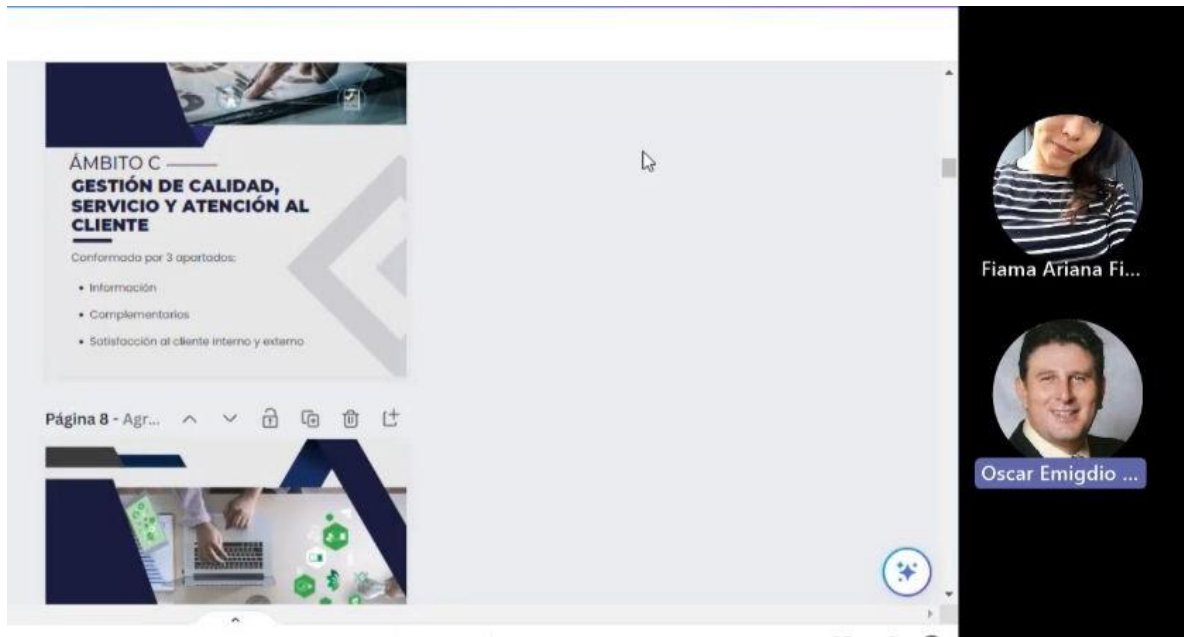 ÁMBITO C
GESTIÓN DE CALIDAD,
SERVICIO Y ATENCIÓN AL
CLIENTE
Conformada por 3 apartados:
• Información
• Complementarios
• Satisfacción al cliente interno y externo
Página 8 - Agr...
Fiama Ariana Fi...
Oscar Emigdio ...